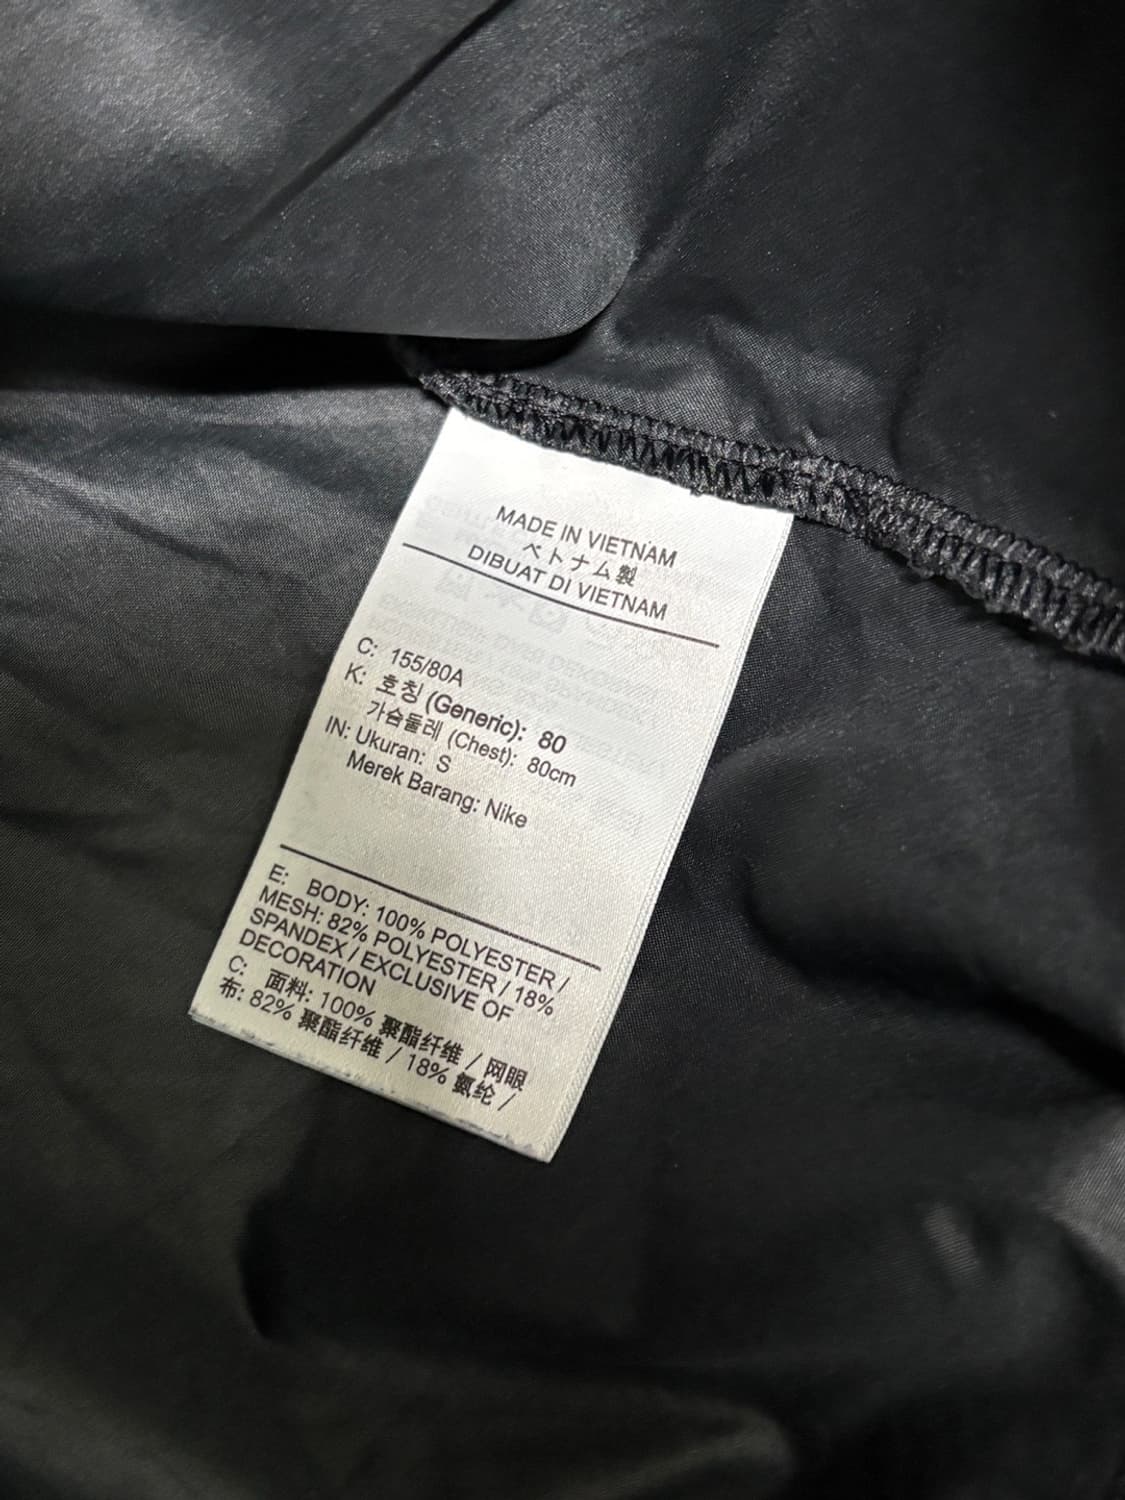 MADE IN VIETNAM
ベトナム製
DIBUAT DI VIETNAM
C: 155/80A
K: 호칭 (Generic): 80
가슴둘레 (Chest): 80cm
IN: Ukuran: S
Merek Barang: Nike
E: BODY: 100% POLYESTER /
MESH: 82% POLYESTER / 18%
SPANDEX / EXCLUSIVE OF
DECORATION
C: 面料: 100% 聚酯纤维 / 网眼
布: 82% 聚酯纤维 / 18% 氨纶 /